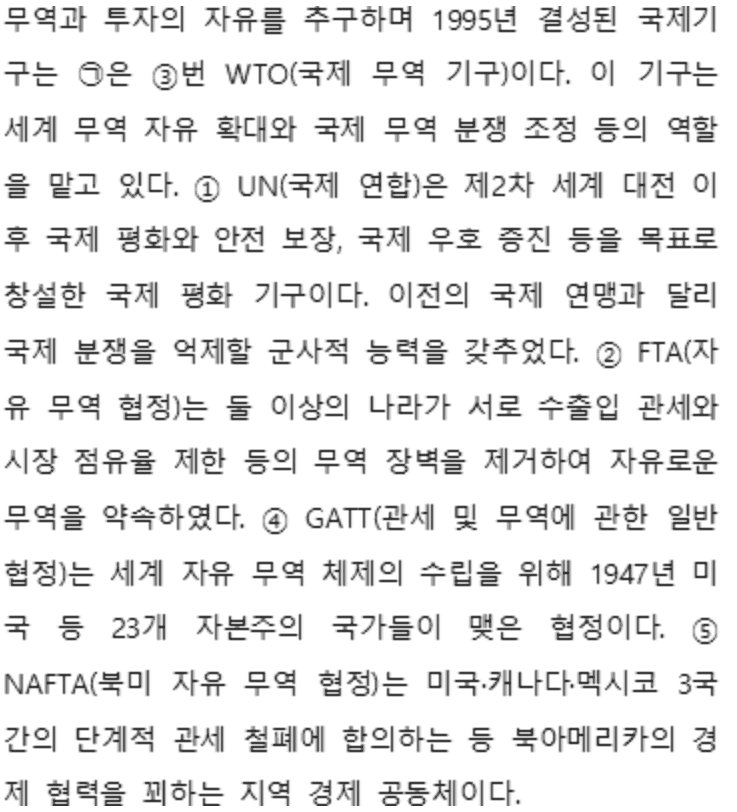 무역과 투자의 자유를 추구하며 1995년 결성된 국제기
구는 ㉠은 ③번 WTO(국제 무역 기구)이다. 이 기구는
세계 무역 자유 확대와 국제 무역 분쟁 조정 등의 역할
을 맡고 있다. ① UN(국제 연합)은 제2차 세계 대전 이
후 국제 평화와 안전 보장, 국제 우호 증진 등을 목표로
창설한 국제 평화 기구이다. 이전의 국제 연맹과 달리
국제 분쟁을 억제할 군사적 능력을 갖추었다. ② FTA(자
유 무역 협정)는 둘 이상의 나라가 서로 수출입 관세와
시장 점유율 제한 등의 무역 장벽을 제거하여 자유로운
무역을 약속하였다. ④ GATT(관세 및 무역에 관한 일반
협정)는 세계 자유 무역 체제의 수립을 위해 1947년 미
국 등 23개 자본주의 국가들이 맺은 협정이다. ⑤
NAFTA(북미 자유 무역 협정)는 미국·캐나다·멕시코 3국
간의 단계적 관세 철폐에 합의하는 등 북아메리카의 경
제 협력을 꾀하는 지역 경제 공동체이다.